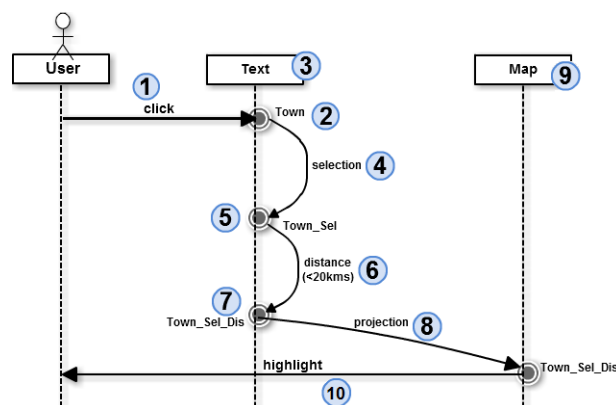 User
Text
3
Map
9
1
click
Town
2
selection
4
5
Town_Sel
distance
(<20kms)
6
7
Town_Sel_Dis
projection
8
highlight
Town_Sel_Dis
10